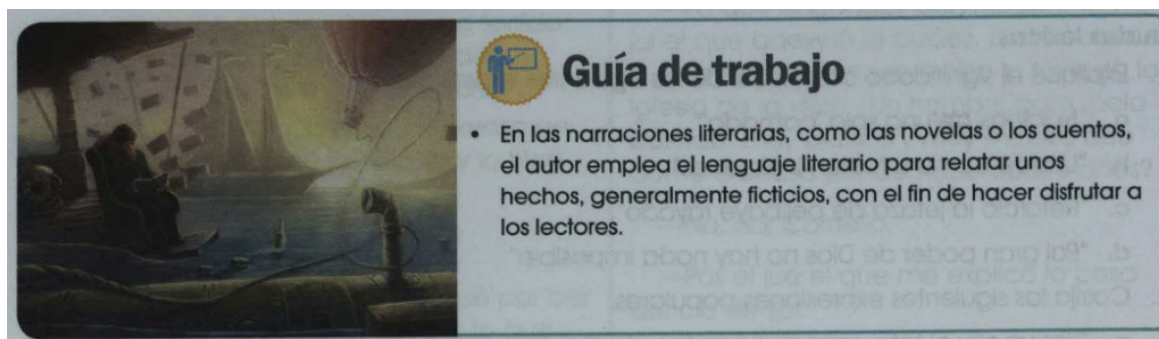 Guía de trabajo
• En las narraciones literarias, como las novelas o los cuentos,
el autor emplea el lenguaje literario para relatar unos
hechos, generalmente ficticios, con el fin de hacer disfrutar a
los lectores.